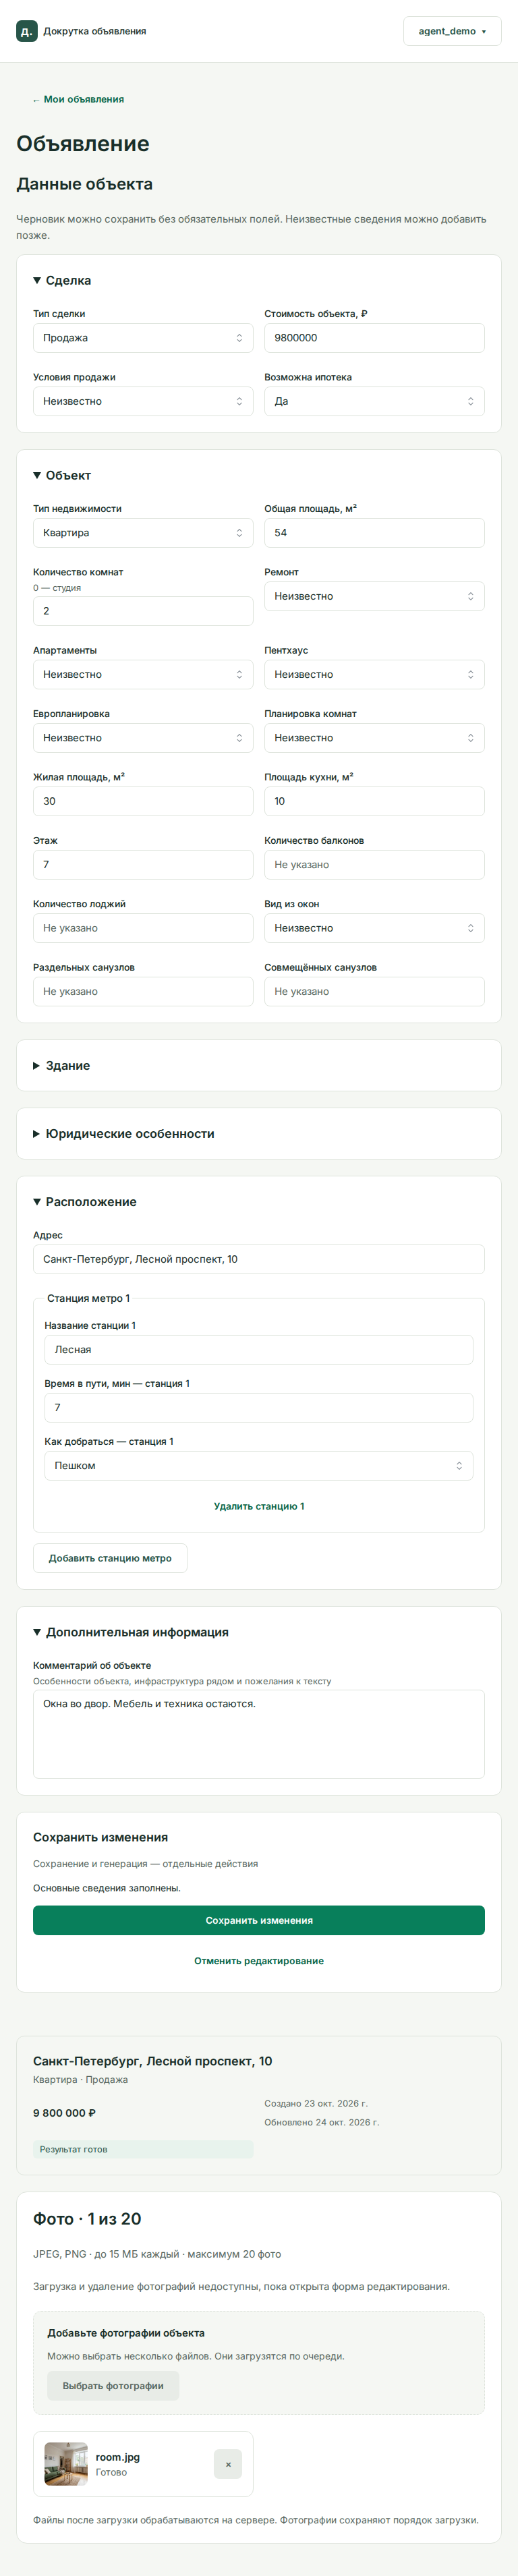 Д. Докрутка объявления
agent_demo ▾
← Мои объявления
Объявление
Данные объекта
Черновик можно сохранить без обязательных полей. Неизвестные сведения можно добавить
позже.
▼ Сделка
Тип сделки Стоимость объекта, ₽
Продажа 9800000
Условия продажи Возможна ипотека
Неизвестно Да
▼ Объект
Тип недвижимости Общая площадь, м²
Квартира 54
Количество комнат Ремонт
0 — студия
2 Неизвестно
Апартаменты Пентхаус
Неизвестно Неизвестно
Европланировка Планировка комнат
Неизвестно Неизвестно
Жилая площадь, м² Площадь кухни, м²
30 10
Этаж Количество балконов
7 Не указано
Количество лоджий Вид из окон
Не указано Неизвестно
Раздельных санузлов Совмещённых санузлов
Не указано Не указано
▶ Здание
▶ Юридические особенности
▼ Расположение
Адрес
Санкт-Петербург, Лесной проспект, 10
Станция метро 1
Название станции 1
Лесная
Время в пути, мин — станция 1
7
Как добраться — станция 1
Пешком
Удалить станцию 1
Добавить станцию метро
▼ Дополнительная информация
Комментарий об объекте
Особенности объекта, инфраструктура рядом и пожелания к тексту
Окна во двор. Мебель и техника остаются.
Сохранить изменения
Сохранение и генерация — отдельные действия
Основные сведения заполнены.
Сохранить изменения
Отменить редактирование
Санкт-Петербург, Лесной проспект, 10
Квартира · Продажа
9 800 000 ₽
Создано 23 окт. 2026 г.
Обновлено 24 окт. 2026 г.
Результат готов
Фото · 1 из 20
JPEG, PNG · до 15 МБ каждый · максимум 20 фото
Загрузка и удаление фотографий недоступны, пока открыта форма редактирования.
Добавьте фотографии объекта
Можно выбрать несколько файлов. Они загрузятся по очереди.
Выбрать фотографии
room.jpg
Готово
×
Файлы после загрузки обрабатываются на сервере. Фотографии сохраняют порядок загрузки.